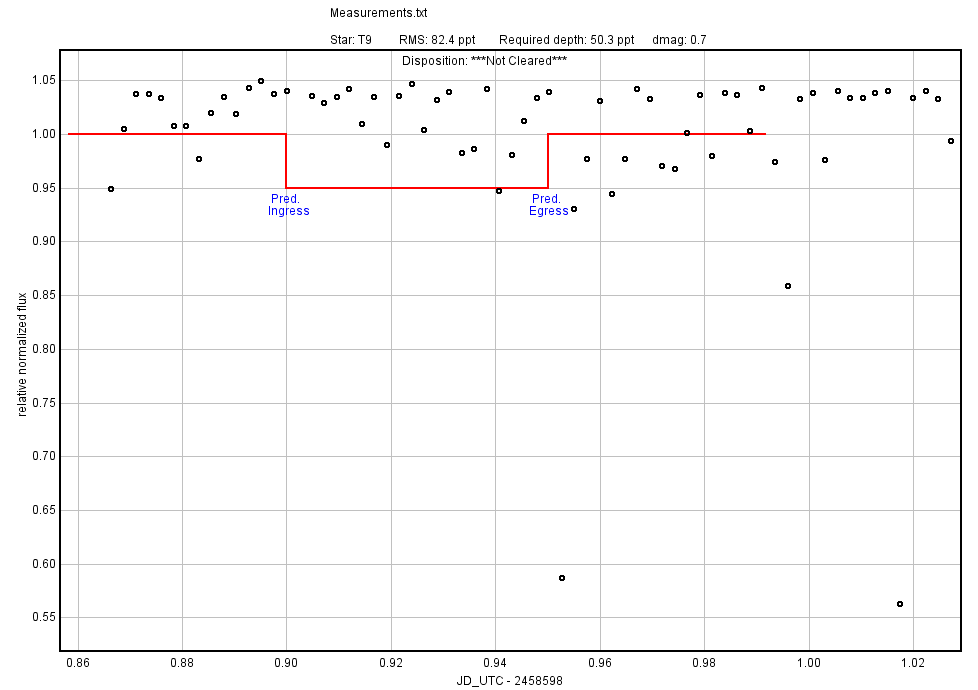 Measurements.txt
Star: T9 RMS: 82.4 ppt Required depth: 50.3 ppt dmag: 0.7
Disposition: ***Not Cleared***
1.05
1.00
0.95
Pred. Ingress
Pred. Egress
0.90
0.85
0.80
0.75
0.70
0.65
0.60
0.55
relative normalized flux
0.86 0.88 0.90 0.92 0.94 0.96 0.98 1.00 1.02
JD_UTC - 2458598